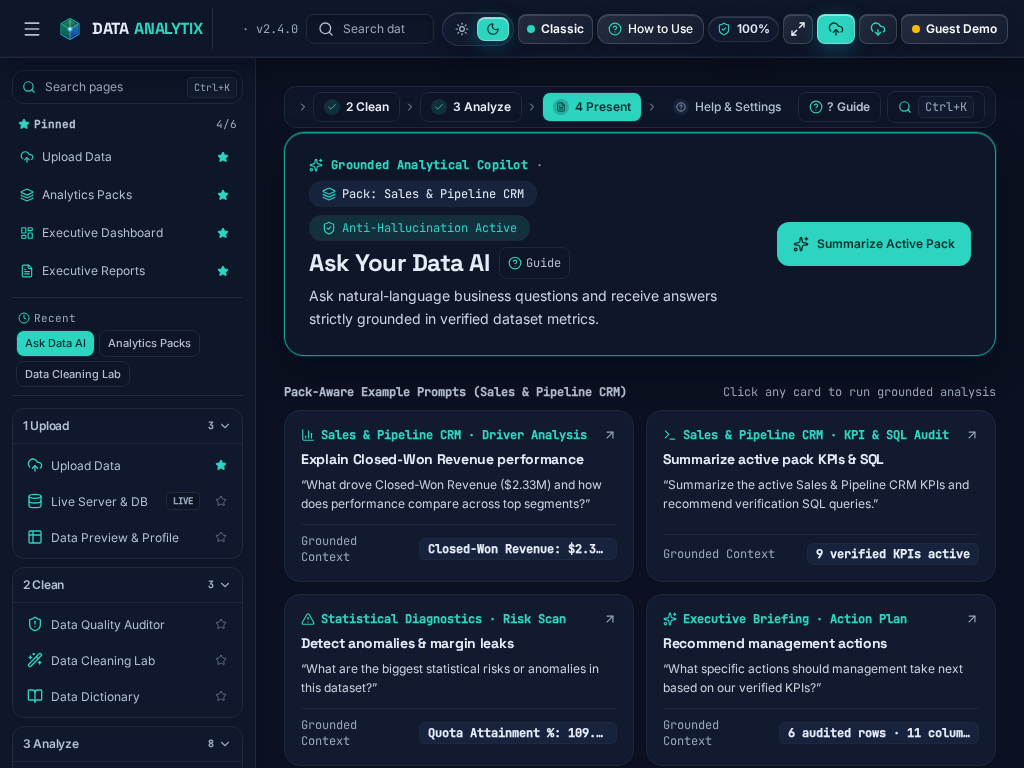 DATA ANALYTIX
· v2.4.0
Search dat
Classic
How to Use
100%
Guest Demo
Search pages
Ctrl+K
Pinned
4/6
Upload Data
Analytics Packs
Executive Dashboard
Executive Reports
Recent
Ask Data AI
Analytics Packs
Data Cleaning Lab
1 Upload
3
Upload Data
Live Server & DB
LIVE
Data Preview & Profile
2 Clean
3
Data Quality Auditor
Data Cleaning Lab
Data Dictionary
3 Analyze
8
2 Clean
3 Analyze
4 Present
Help & Settings
? Guide
Ctrl+K
Grounded Analytical Copilot ·
Pack: Sales & Pipeline CRM
Anti-Hallucination Active
Ask Your Data AI
Guide
Ask natural-language business questions and receive answers
strictly grounded in verified dataset metrics.
Summarize Active Pack
Pack-Aware Example Prompts (Sales & Pipeline CRM)
Click any card to run grounded analysis
Sales & Pipeline CRM · Driver Analysis
Explain Closed-Won Revenue performance
“What drove Closed-Won Revenue ($2.33M) and how
does performance compare across top segments?”
Grounded
Context
Closed-Won Revenue: $2.3…
Sales & Pipeline CRM · KPI & SQL Audit
Summarize active pack KPIs & SQL
“Summarize the active Sales & Pipeline CRM KPIs and
recommend verification SQL queries.”
Grounded Context
9 verified KPIs active
Statistical Diagnostics · Risk Scan
Detect anomalies & margin leaks
“What are the biggest statistical risks or anomalies in
this dataset?”
Grounded
Context
Quota Attainment %: 109.…
Executive Briefing · Action Plan
Recommend management actions
“What specific actions should management take next
based on our verified KPIs?”
Grounded
Context
6 audited rows · 11 colum…